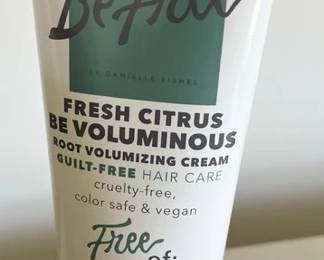 Be Free
BY DANIELLE FISHEL
FRESH CITRUS
BE VOLUMINOUS
ROOT VOLUMIZING CREAM
GUILT-FREE HAIR CARE
cruelty-free,
color safe & vegan
Free
of: